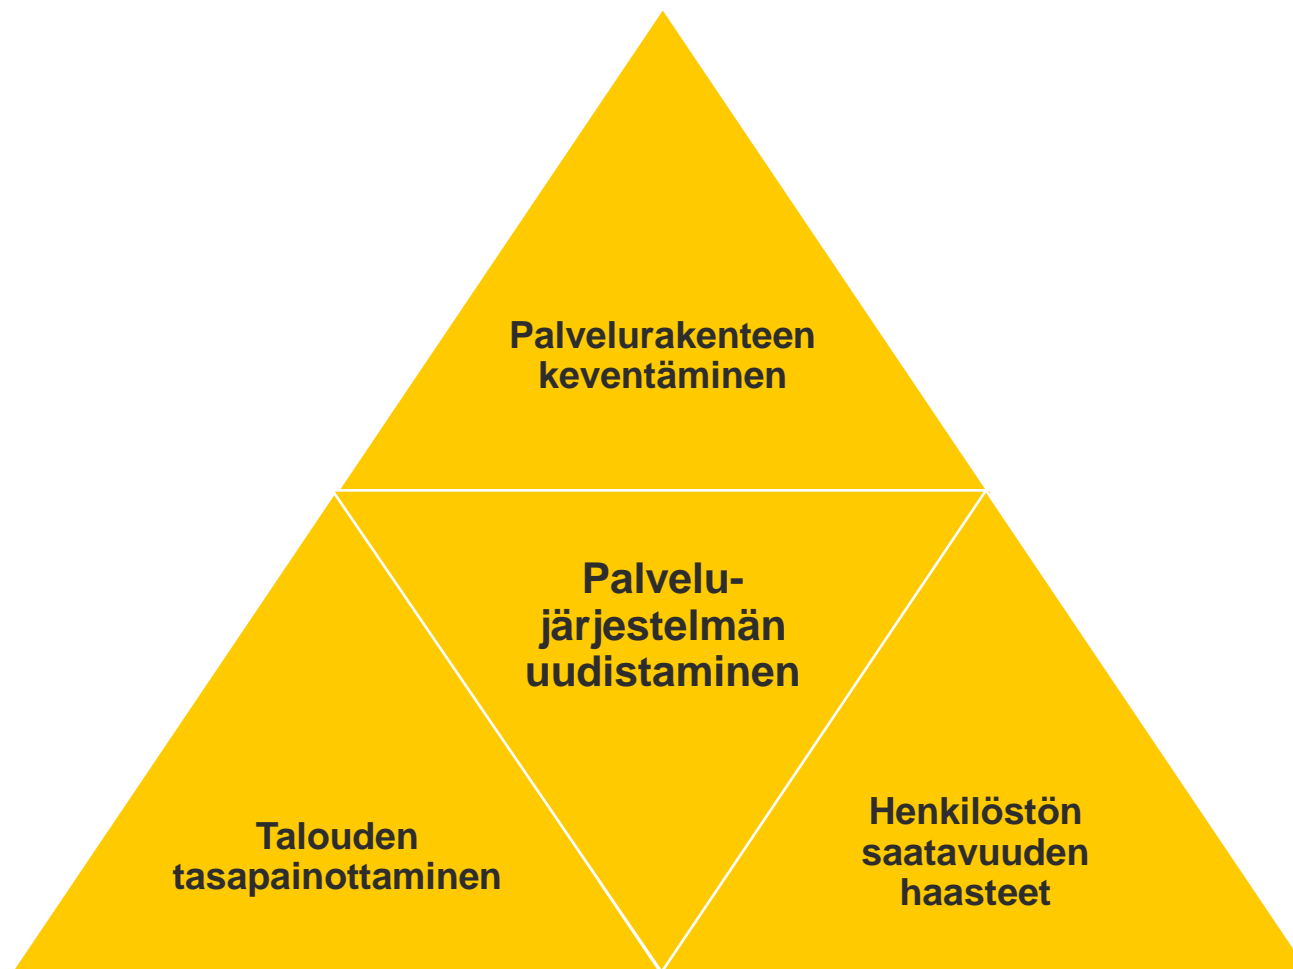 Palvelurakenteen
keventäminen
Palvelu-
järjestelmän
uudistaminen
Talouden
tasapainottaminen
Henkilöstön
saatavuuden
haasteet